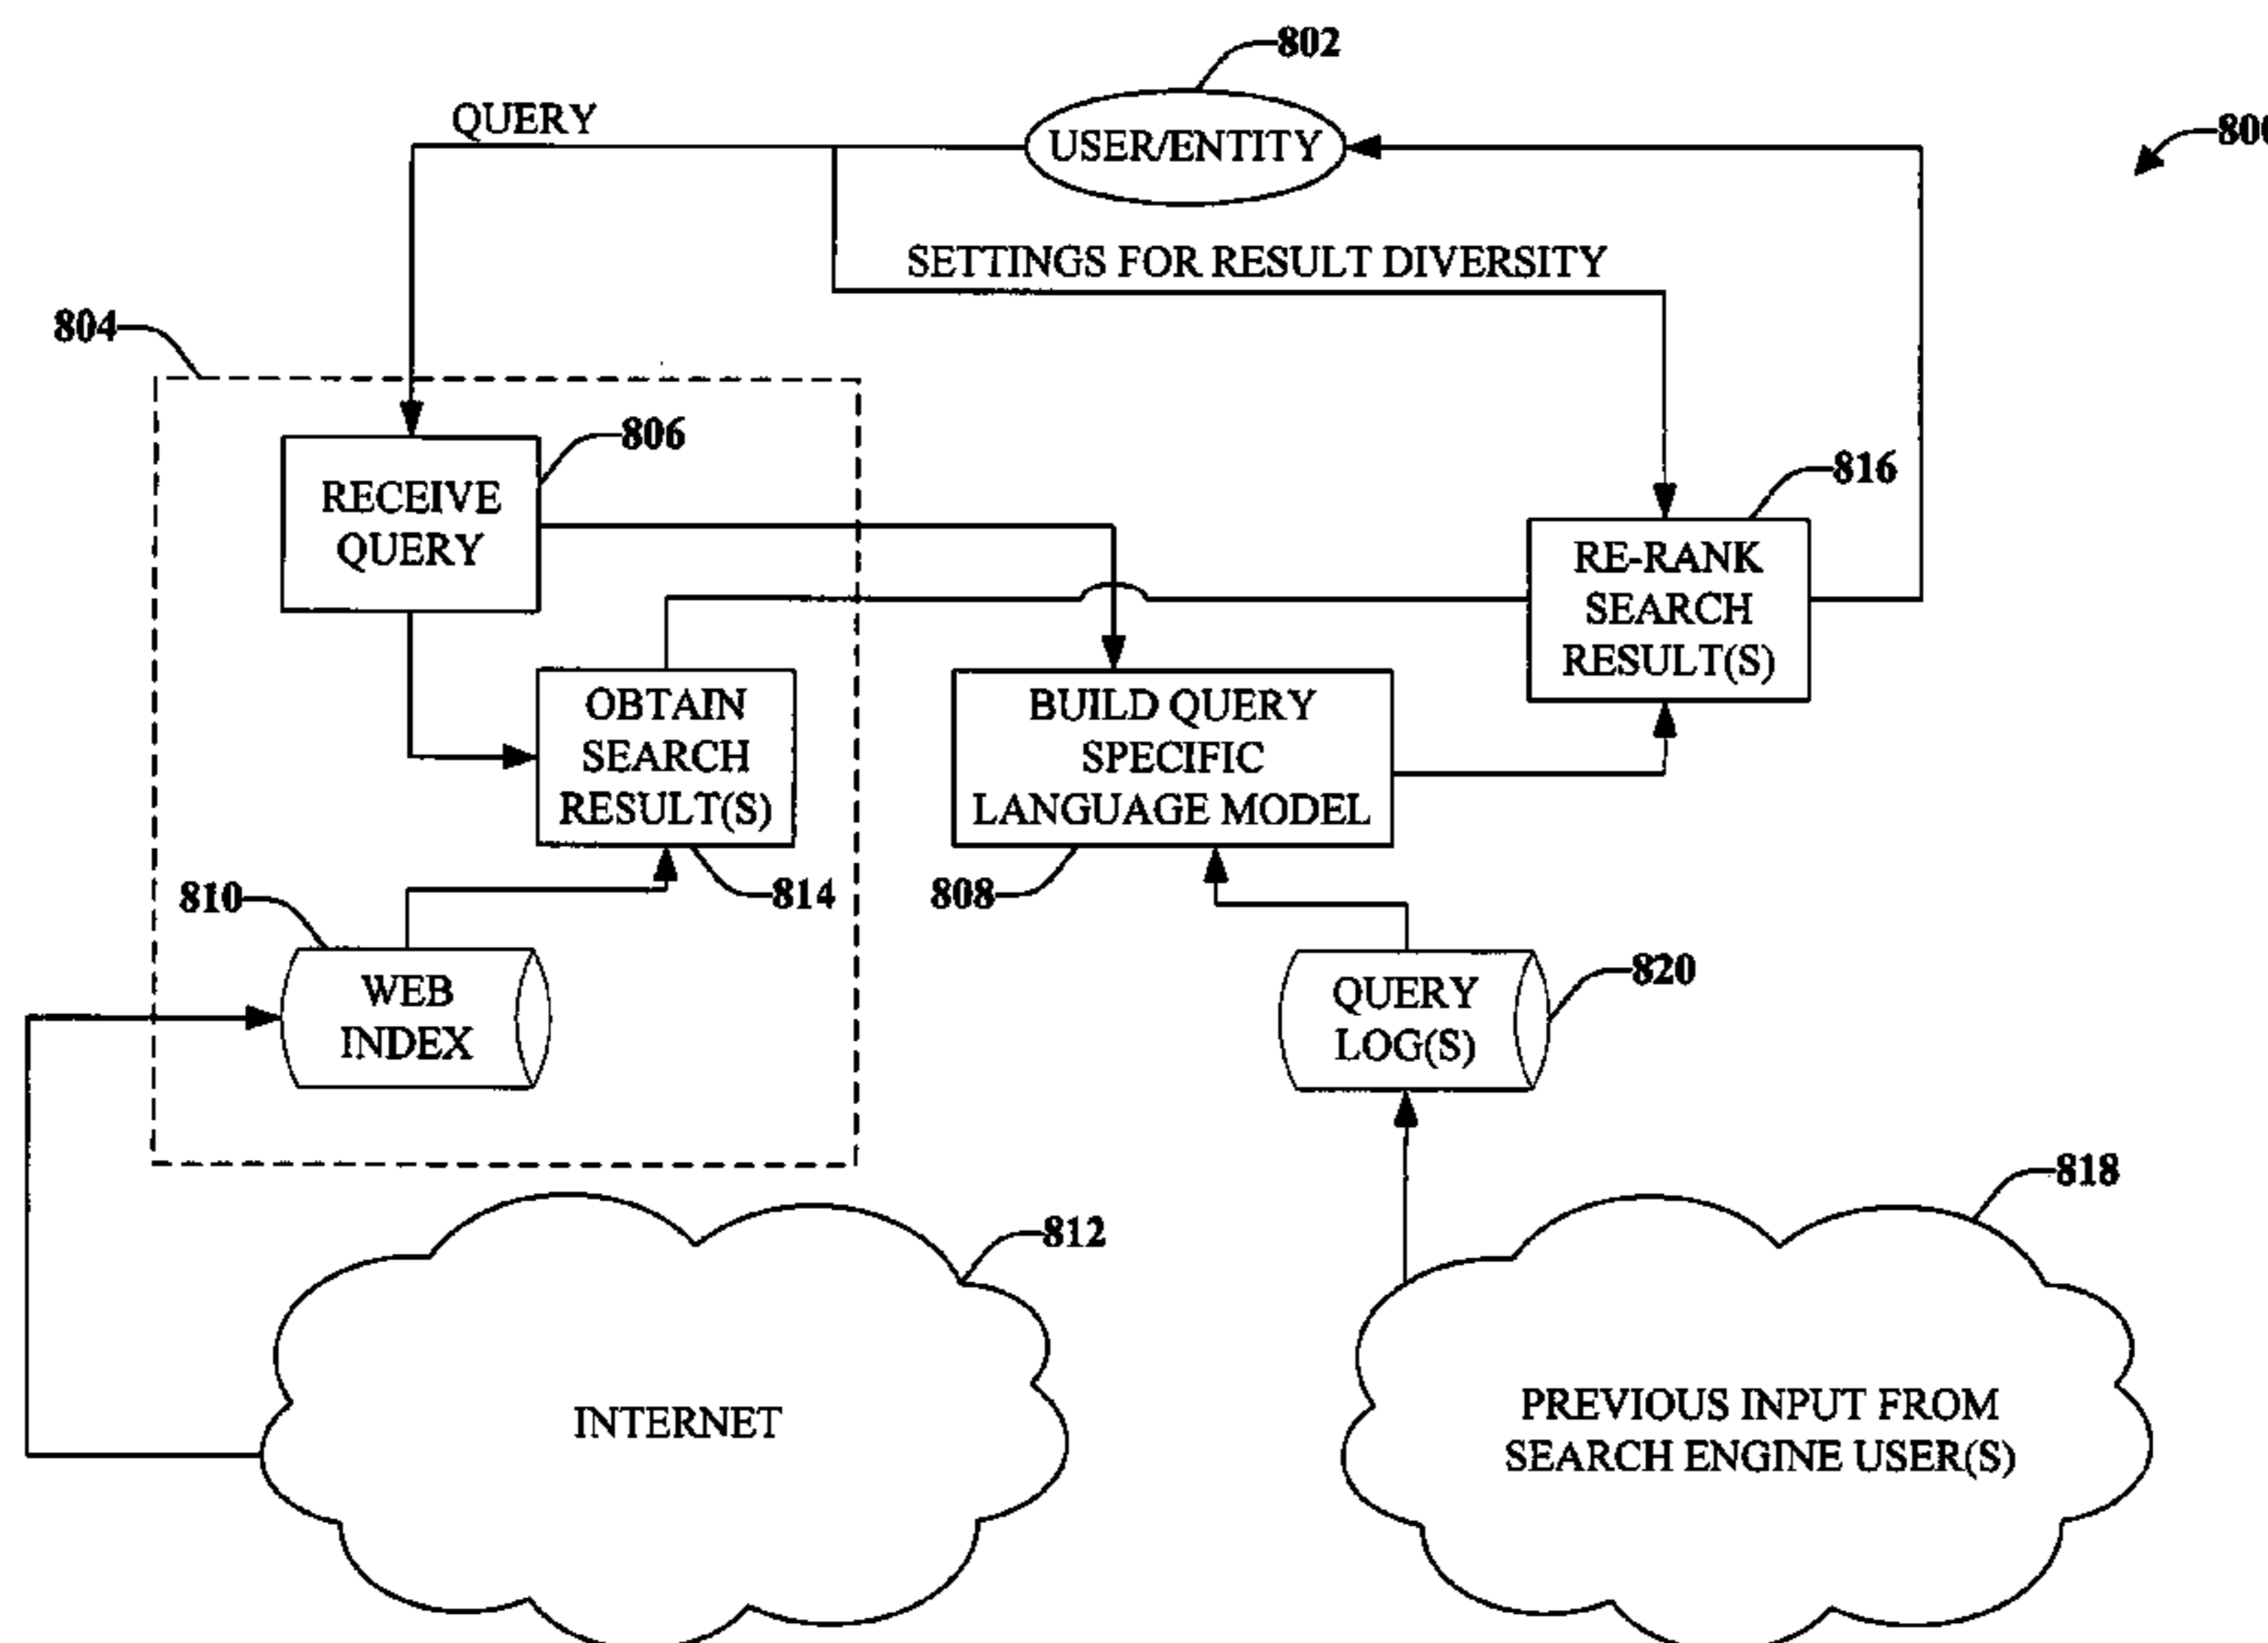 802
QUERY
USER/ENTITY
SETTINGS FOR RESULT DIVERSITY
804
806
RECEIVE
QUERY
816
RE-RANK
SEARCH
RESULT(S)
OBTAIN
SEARCH
RESULT(S)
BUILD QUERY
SPECIFIC
LANGUAGE MODEL
810
814
808
WEB
INDEX
QUERY
LOG(S)
820
818
812
INTERNET
PREVIOUS INPUT FROM
SEARCH ENGINE USER(S)